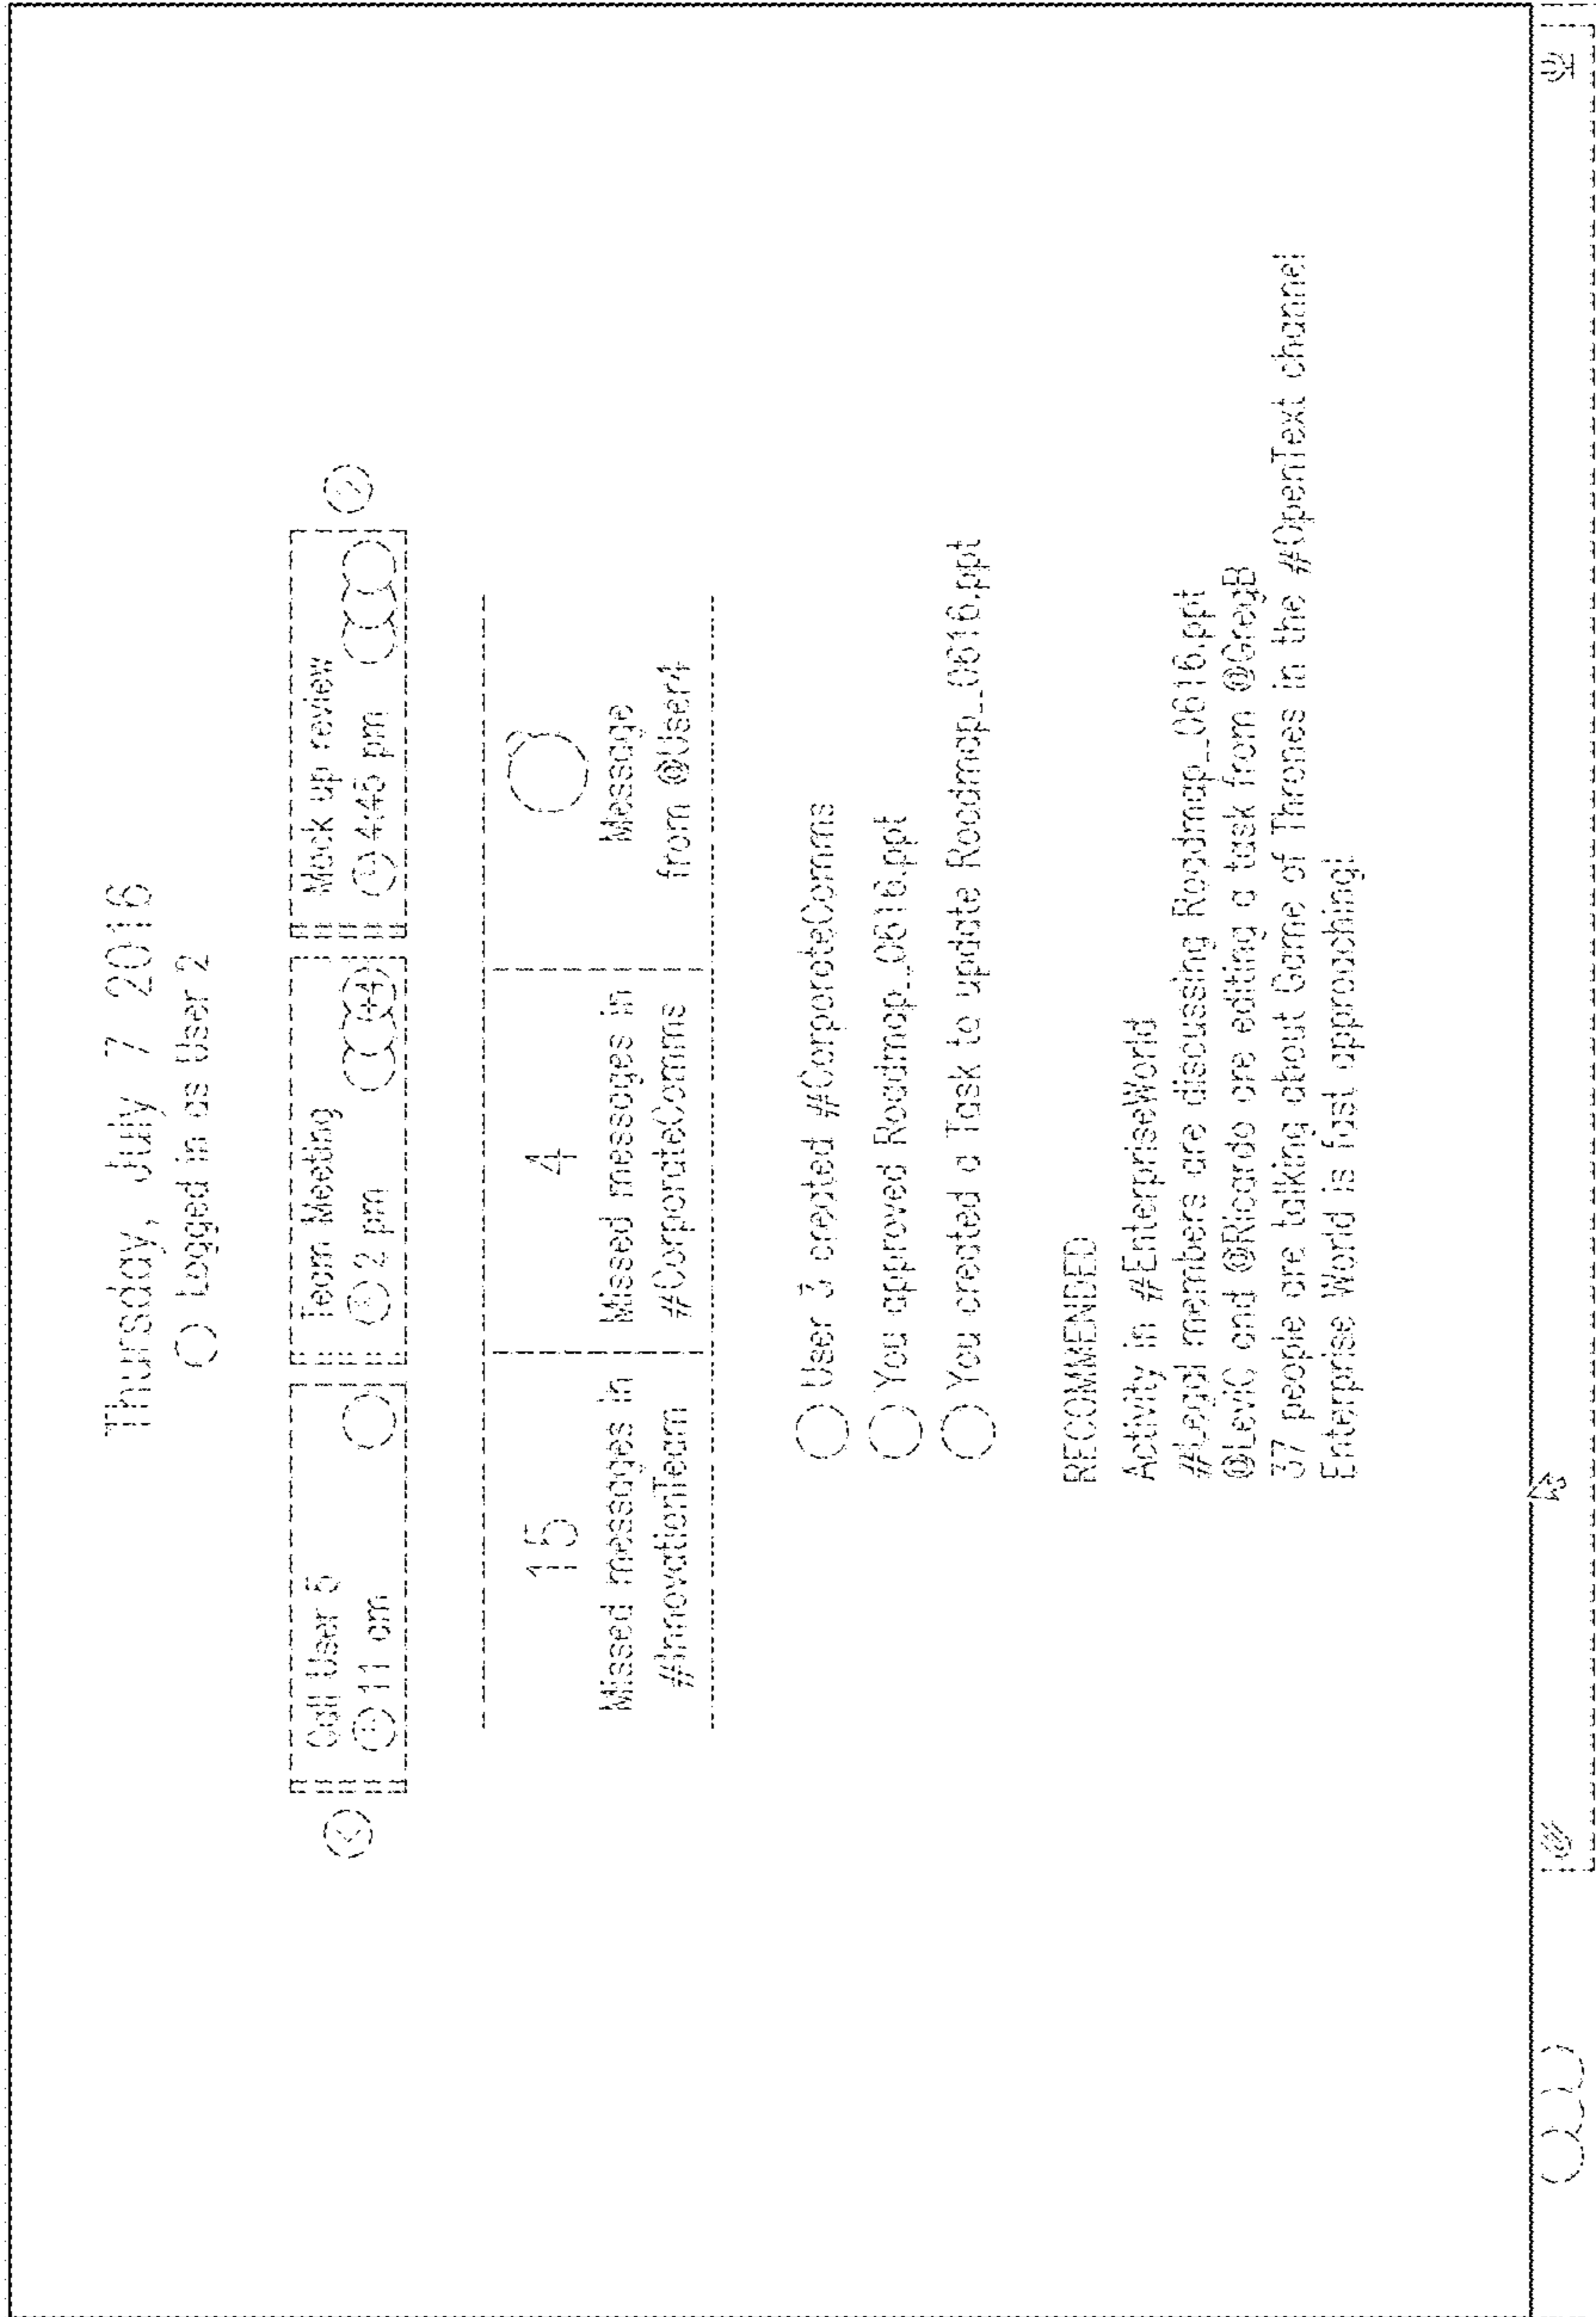 Thursday, July 7 2016
Logged in as User 2
Call User 5
11 am
Team Meeting
2 pm
+4
Mock up review
4:45 pm
15
Missed messages in
#InnovationTeam
4
Missed messages in
#CorporateComms
Message
from @User4
User 3 created #CorporateComms
You approved Roadmap_0616.ppt
You created a Task to update Roadmap_0616.ppt
RECOMMENDED
Activity in #EnterpriseWorld
#Legal members are discussing Roadmap_0616.ppt
@LeviC and @Ricardo are editing a task from @GregB
37 people are talking about Game of Thrones in the #OpenText channel
Enterprise World is fast approaching!